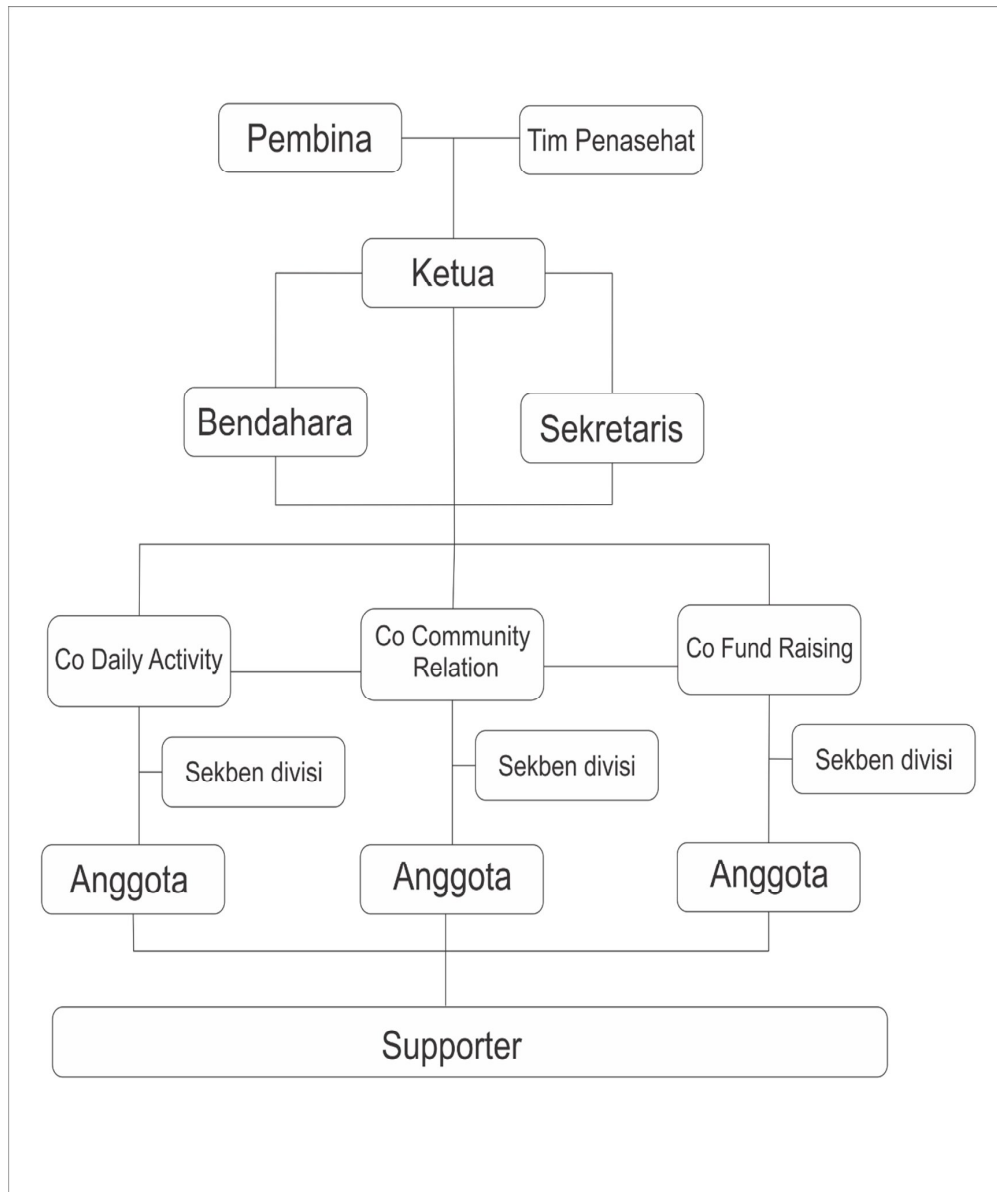 Pembina
Tim Penasehat
Ketua
Bendahara
Sekretaris
Co Daily Activity
Co Community
Relation
Co Fund Raising
Sekben divisi
Sekben divisi
Sekben divisi
Anggota
Anggota
Anggota
Supporter